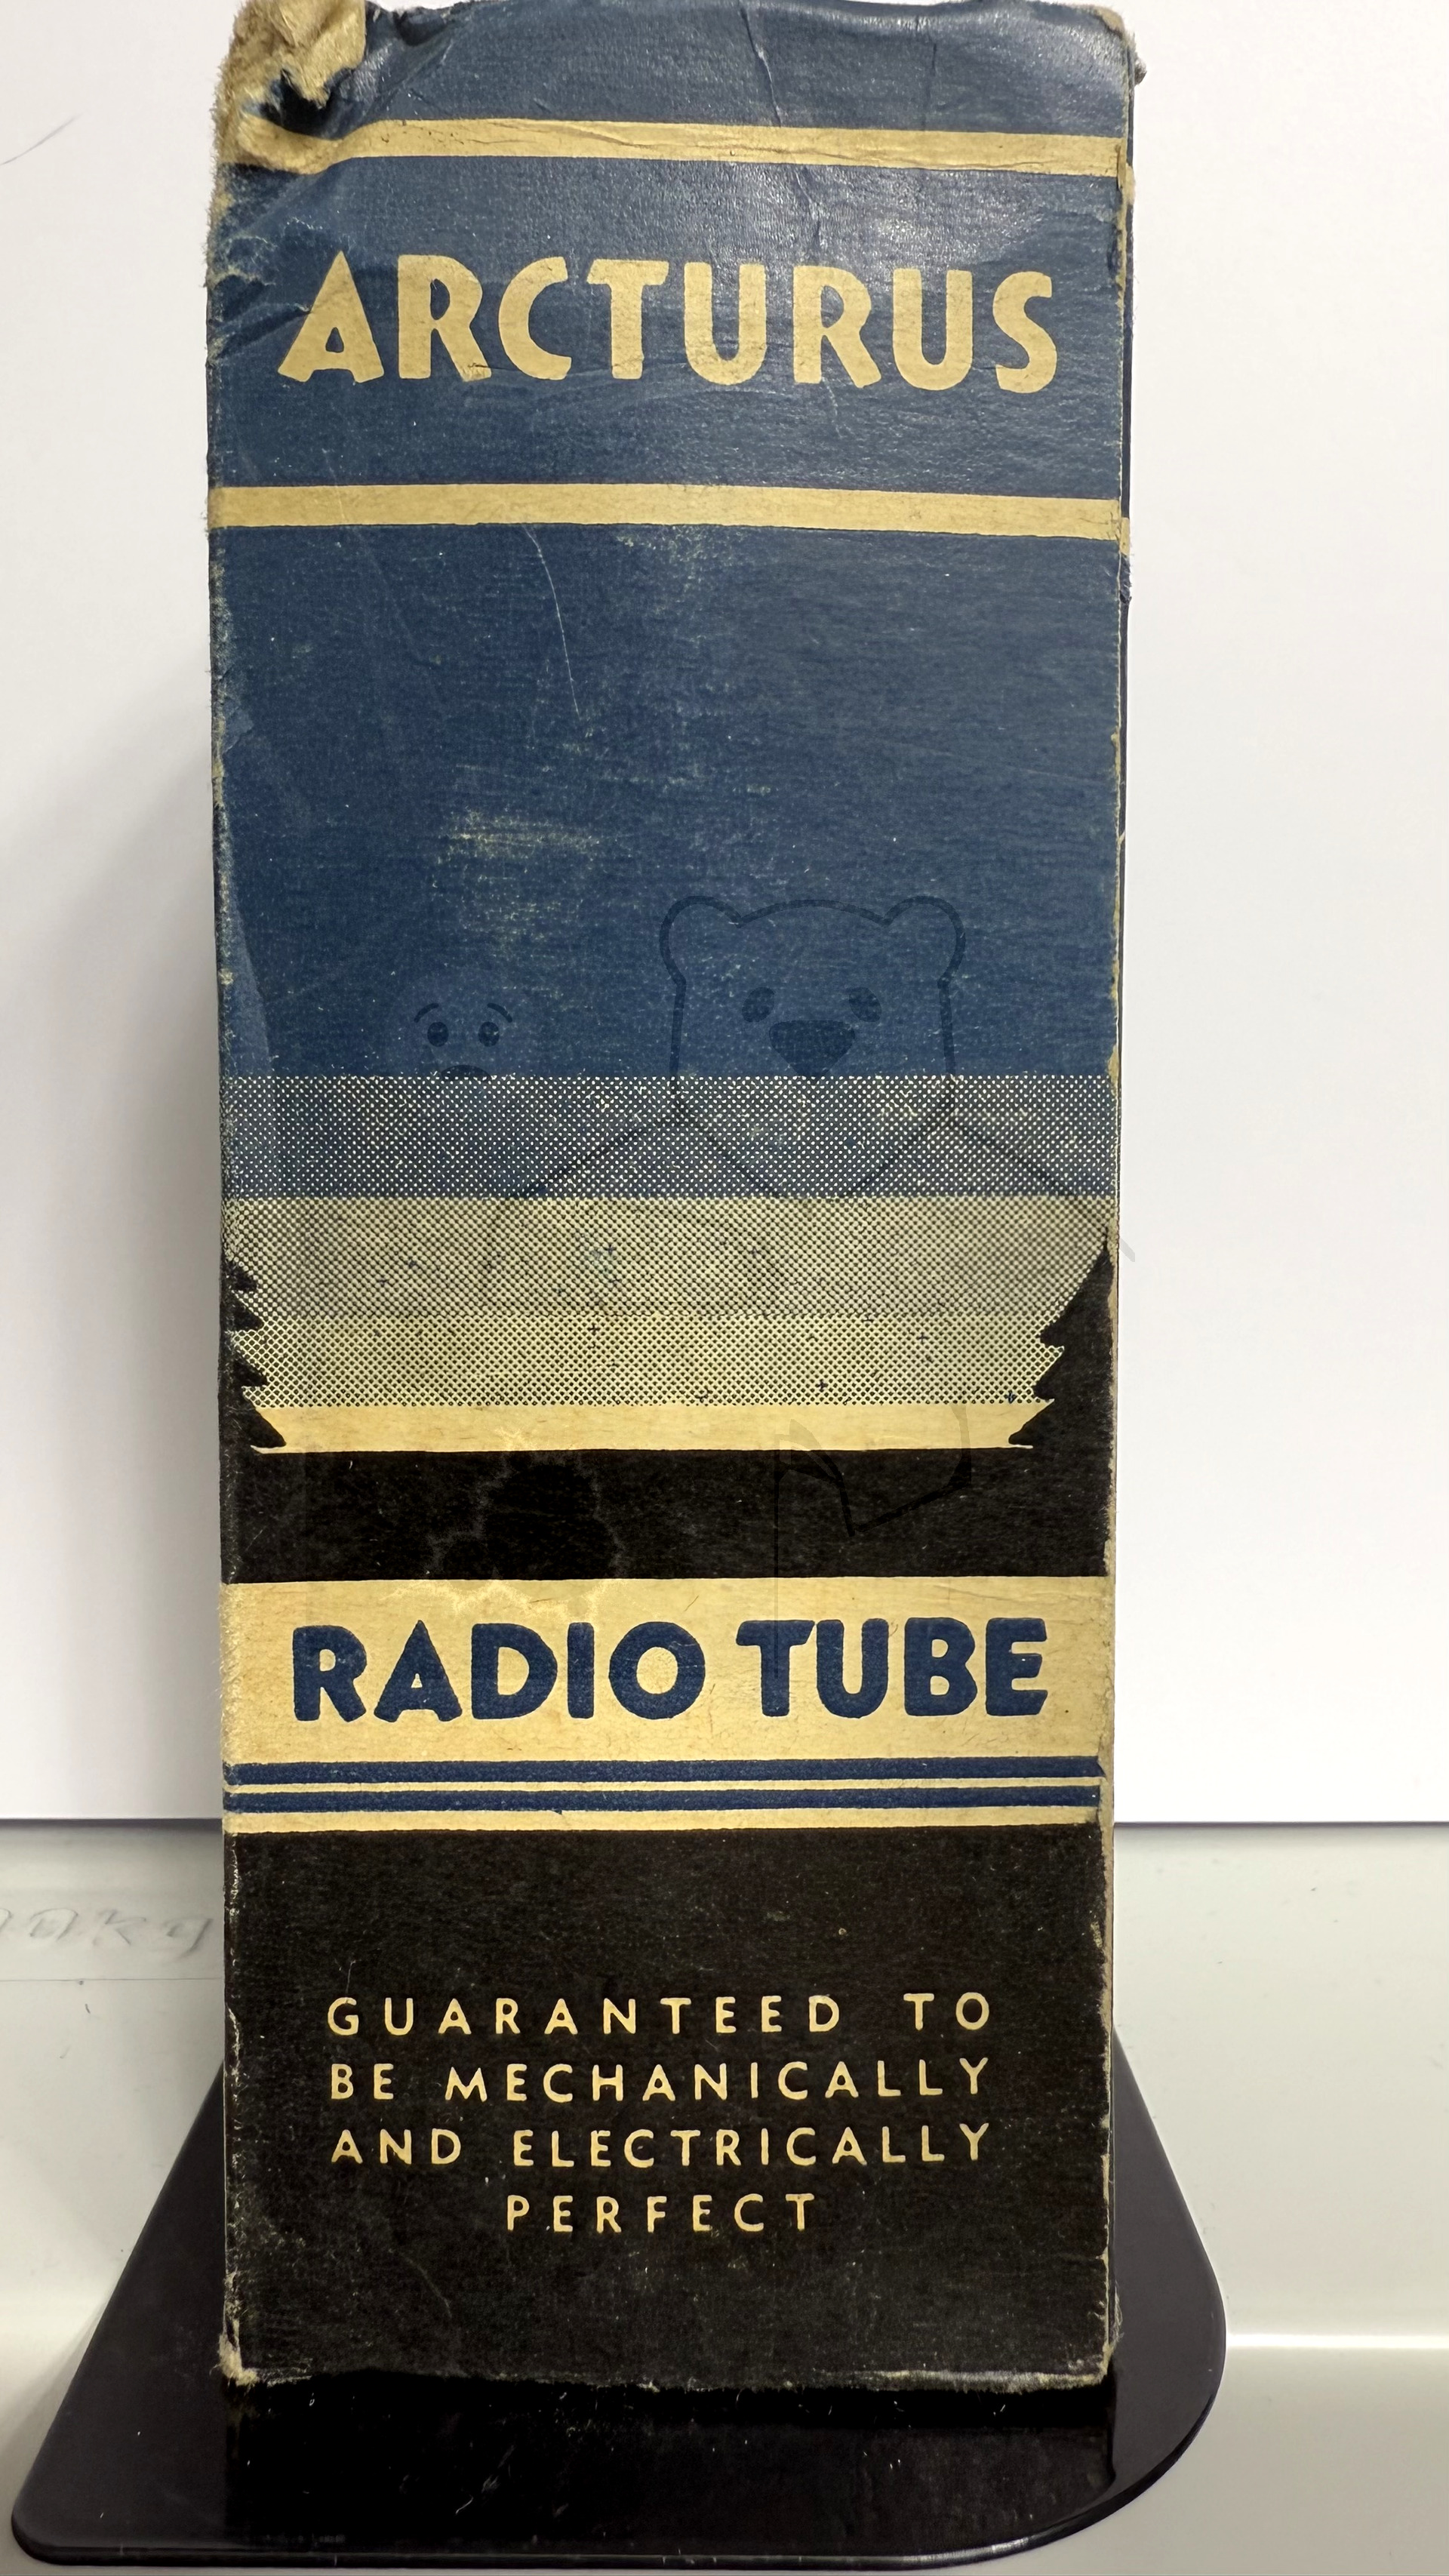 ARCTURUS
RADIO TUBE
GUARANTEED TO
BE MECHANICALLY
AND ELECTRICALLY
PERFECT